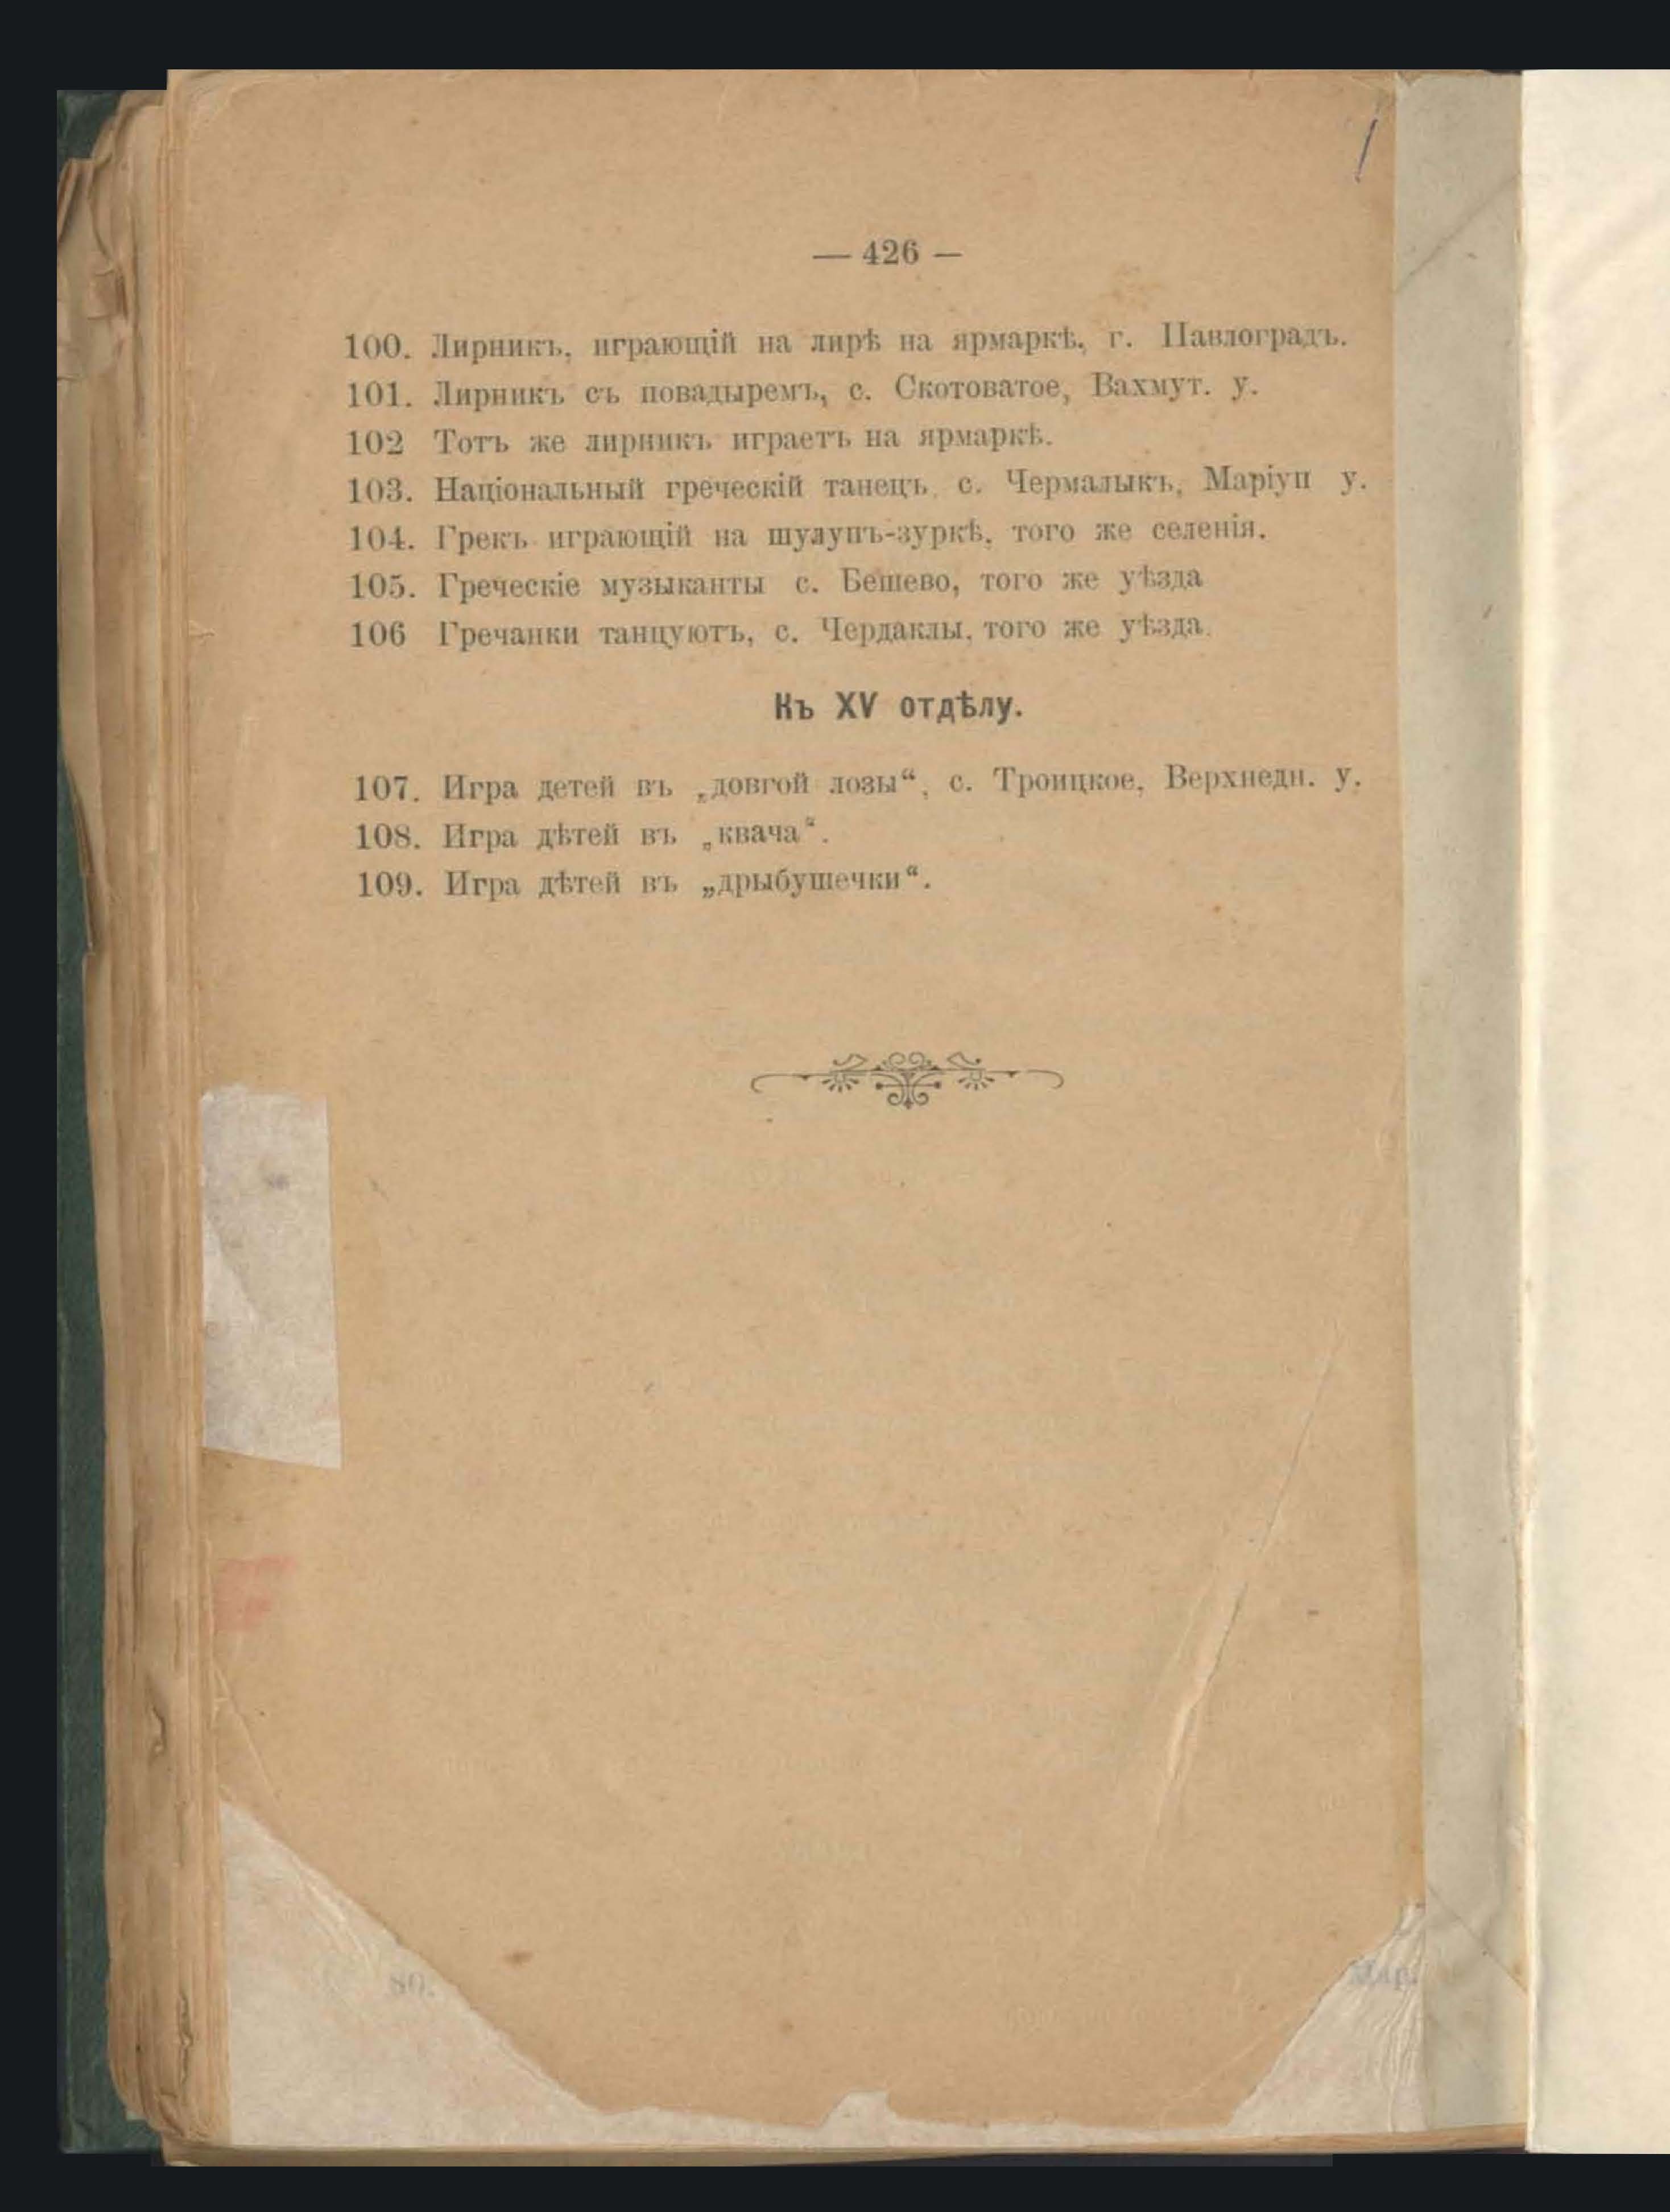 — 426 —
100. Лирникъ, играющій на лирѣ на ярмаркѣ, г. Павлоградъ.
101. Лирникъ съ повадыремъ, с. Скотоватое, Вахмут. у.
102 Тотъ же лирникъ играетъ на ярмаркѣ.
103. Національный греческій танецъ, с. Чермалыкъ, Маріуп у.
104. Грекъ играющій на шулупъ-зуркѣ, того же селенія.
105. Греческіе музыканты с. Бешево, того же уѣзда
106 Гречанки танцуютъ, с. Чердаклы, того же уѣзда.
Къ XV отдѣлу.
107. Игра детей въ „довгой лозы“, с. Троицкое, Верхнедн. у.
108. Игра дѣтей въ „квача“.
109. Игра дѣтей въ „дрыбушечки“.